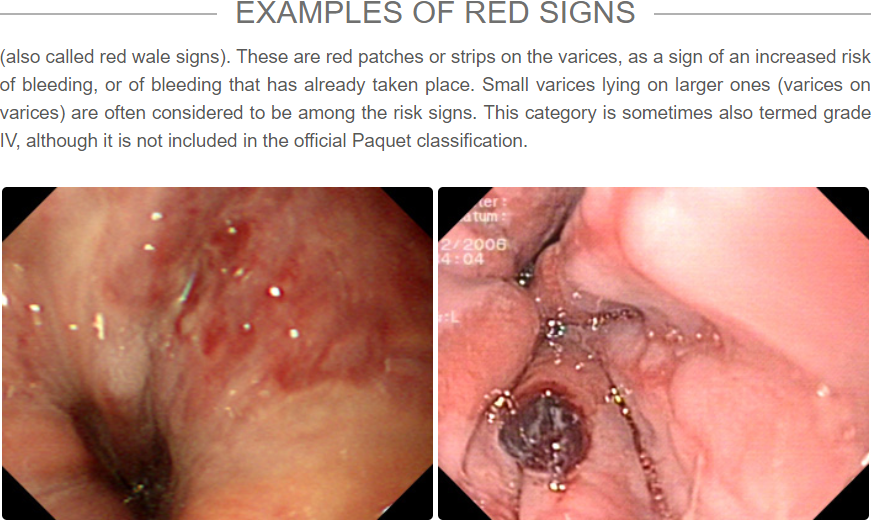 EXAMPLES OF RED SIGNS
(also called red wale signs). These are red patches or strips on the varices, as a sign of an increased risk
of bleeding, or of bleeding that has already taken place. Small varices lying on larger ones (varices on
varices) are often considered to be among the risk signs. This category is sometimes also termed grade
IV, although it is not included in the official Paquet classification.
ter:
atum:
2/2006
4:04